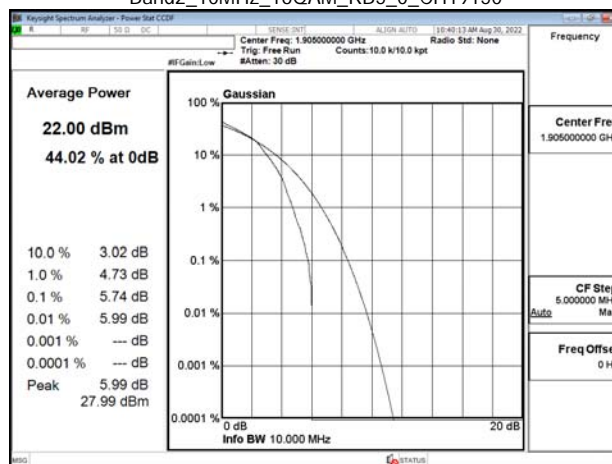 Keysight Spectrum Analyzer - Power Stat CCDF
R RF 50 Ω DC SENSE:INT ALIGN AUTO 10:40:13 AM Aug 30, 2022
Center Freq: 1.905000000 GHz Radio Std: None
Trig: Free Run Counts:10.0 k/10.0 kpt
#IFGain:Low #Atten: 30 dB
Frequency
Average Power
22.00 dBm
44.02 % at 0dB
10.0 % 3.02 dB
1.0 % 4.73 dB
0.1 % 5.74 dB
0.01 % 5.99 dB
0.001 % --- dB
0.0001 % --- dB
Peak 5.99 dB
27.99 dBm
Gaussian
100 %
10 %
1 %
0.1 %
0.01 %
0.001 %
0.0001 %
0 dB 20 dB
Info BW 10.000 MHz
Center Fre
1.905000000 GH
CF Step
5.000000 MH
Auto Ma
Freq Offse
0 H
MSG STATUS